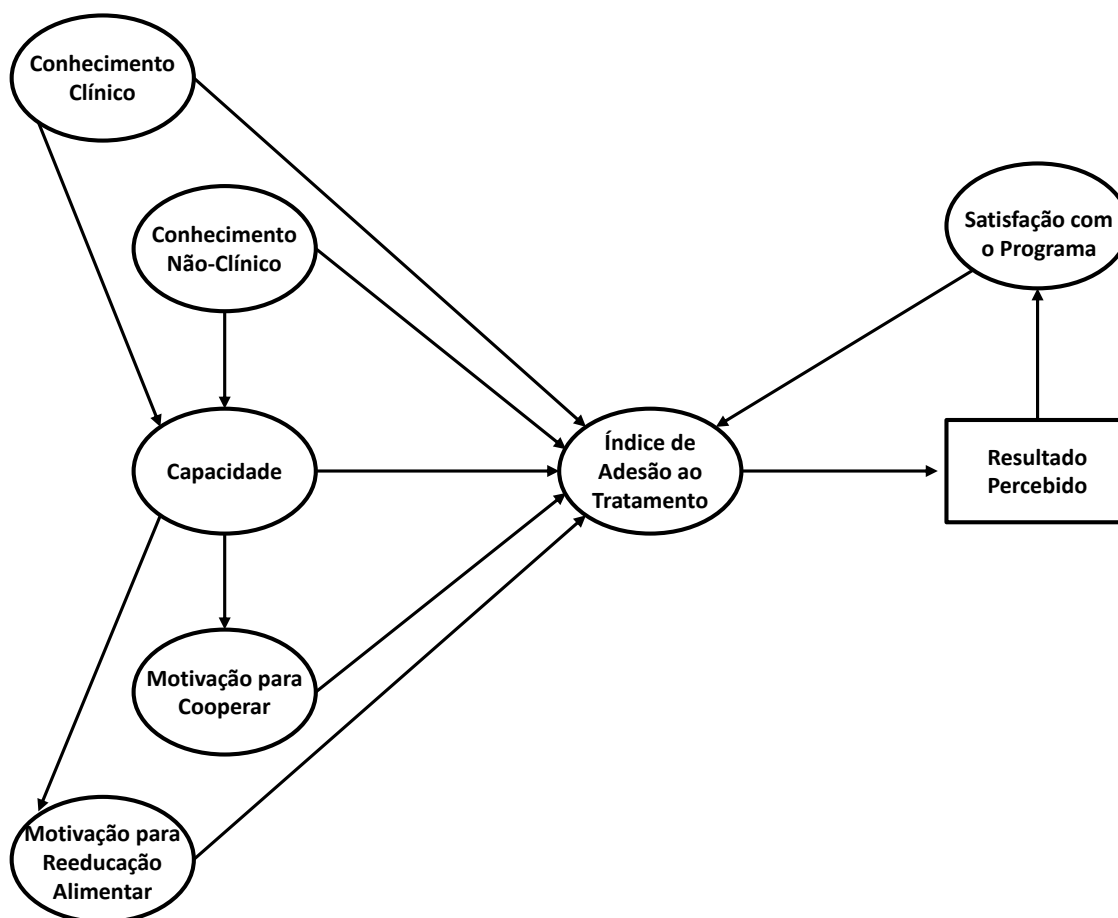 Conhecimento
Clínico
Conhecimento
Não-Clínico
Satisfação com
o Programa
Capacidade
Índice de
Adesão ao
Tratamento
Resultado
Percebido
Motivação para
Cooperar
Motivação para
Reeducação
Alimentar